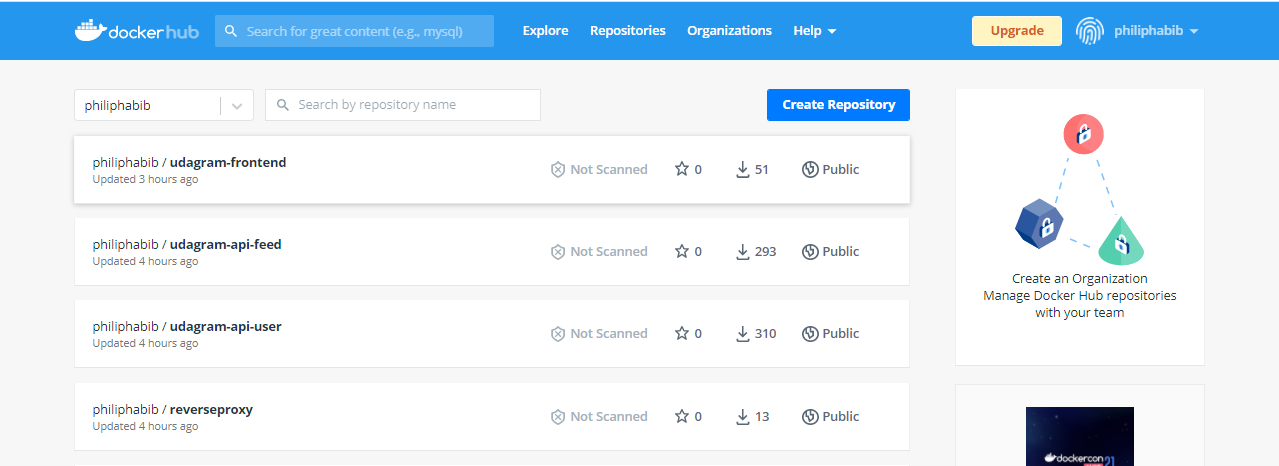 dockerhub
Search for great content (e.g., mysql)
Explore
Repositories
Organizations
Help
Upgrade
philiphabib
philiphabib
Search by repository name
Create Repository
philiphabib / udagram-frontend
Updated 3 hours ago
Not Scanned
0
51
Public
philiphabib / udagram-api-feed
Updated 4 hours ago
Not Scanned
0
293
Public
philiphabib / udagram-api-user
Updated 4 hours ago
Not Scanned
0
310
Public
philiphabib / reverseproxy
Updated 4 hours ago
Not Scanned
0
13
Public
Create an Organization
Manage Docker Hub repositories
with your team
dockercon 21